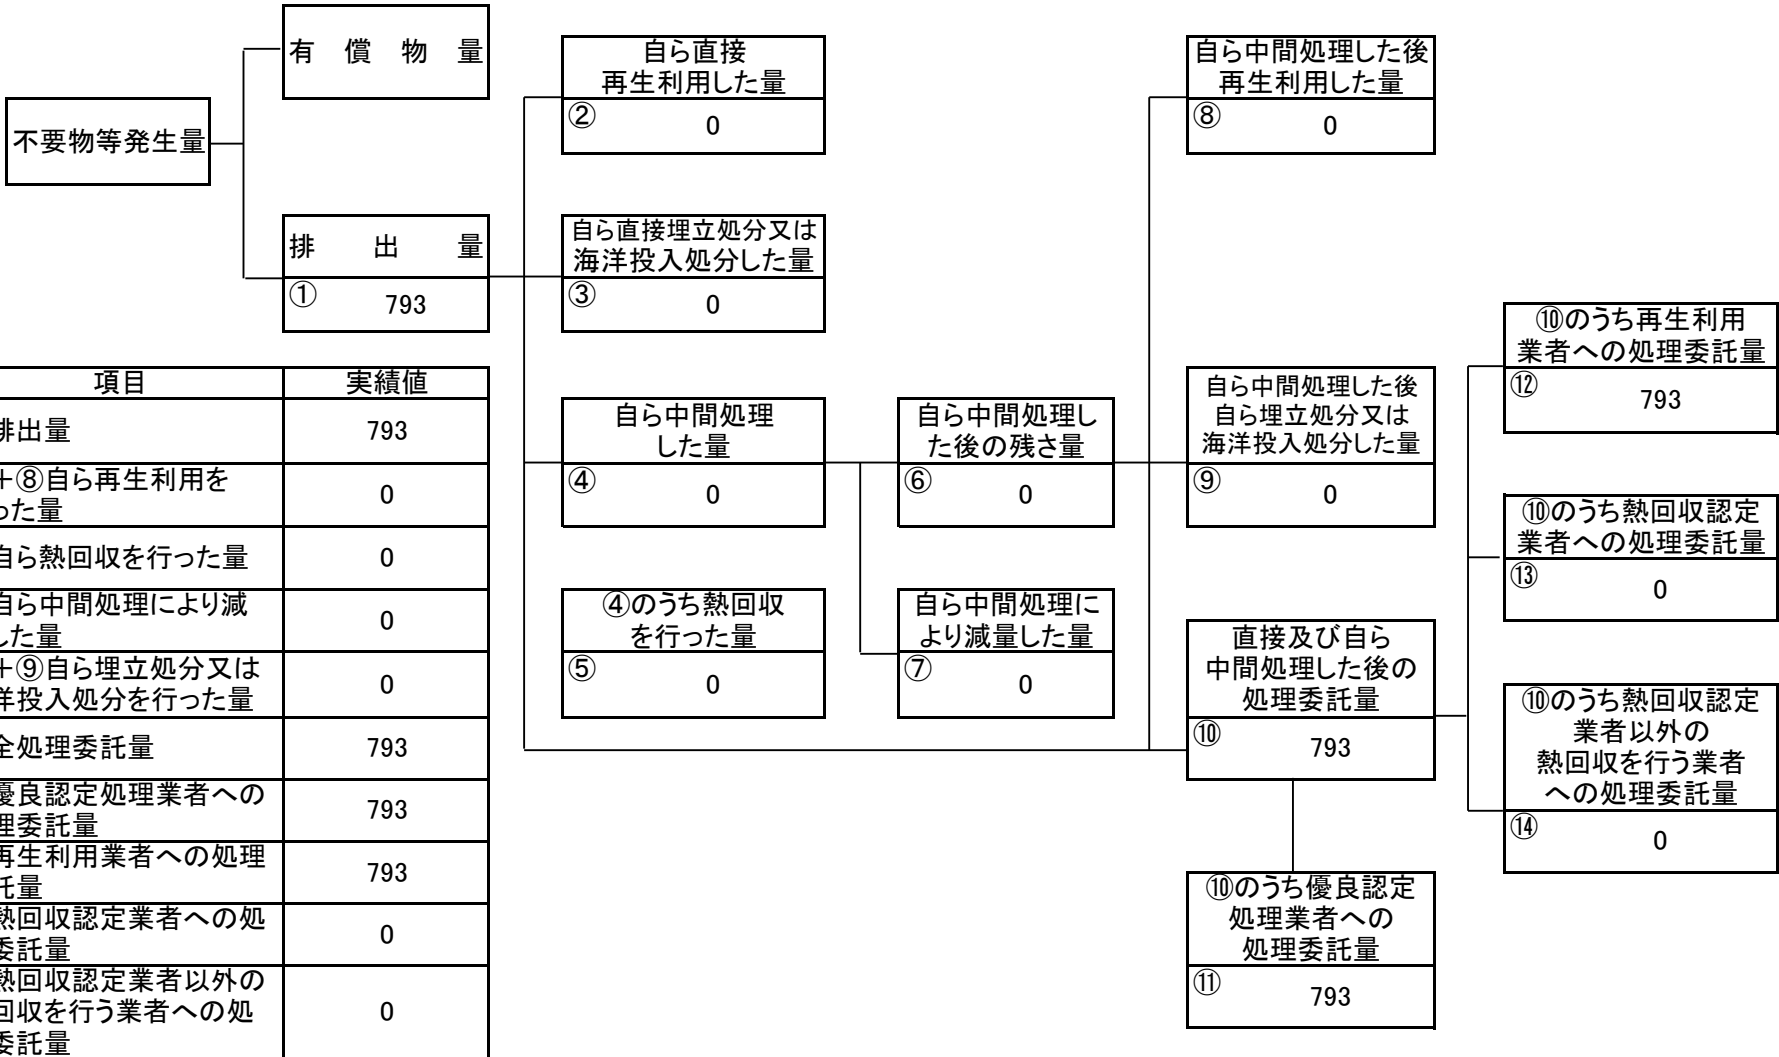 有償物量
不要物等発生量
排出量
①
793
自ら直接
再生利用した量
②
0
自ら直接埋立処分又は
海洋投入処分した量
③
0
自ら中間処理
した量
④
0
④のうち熱回収
を行った量
⑤
0
自ら中間処理し
た後の残さ量
⑥
0
自ら中間処理に
より減量した量
⑦
0
自ら中間処理した後
再生利用した量
⑧
0
自ら中間処理した後
自ら埋立処分又は
海洋投入処分した量
⑨
0
直接及び自ら
中間処理した後の
処理委託量
⑩
793
⑩のうち優良認定
処理業者への
処理委託量
⑪
793
⑩のうち再生利用
業者への処理委託量
⑫
793
⑩のうち熱回収認定
業者への処理委託量
⑬
0
⑩のうち熱回収認定
業者以外の
熱回収を行う業者
への処理委託量
⑭
0
項目 実績値
排出量 793
+⑧自ら再生利用を
った量
0
自ら熱回収を行った量 0
自ら中間処理により減
した量
0
+⑨自ら埋立処分又は
洋投入処分を行った量
0
全処理委託量 793
優良認定処理業者への
理委託量
793
再生利用業者への処理
託量
793
熱回収認定業者への処
委託量
0
熱回収認定業者以外の
回収を行う業者への処
委託量
0